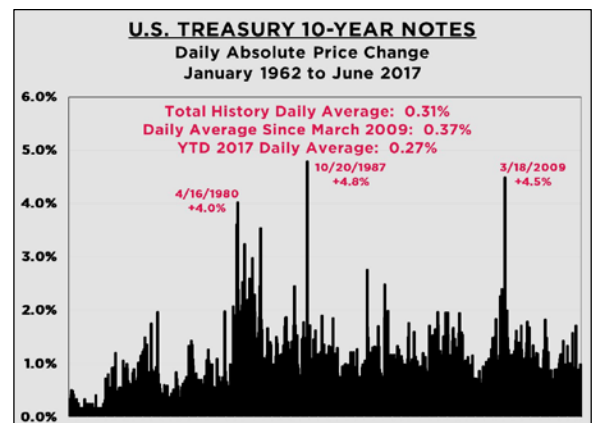 U.S. TREASURY 10-YEAR NOTES
Daily Absolute Price Change
January 1962 to June 2017
6.0%
Total History Daily Average: 0.31%
Daily Average Since March 2009: 0.37%
YTD 2017 Daily Average: 0.27%
5.0%
10/20/1987
+4.8%
3/18/2009
+4.5%
4/16/1980
+4.0%
4.0%
3.0%
2.0%
1.0%
0.0%